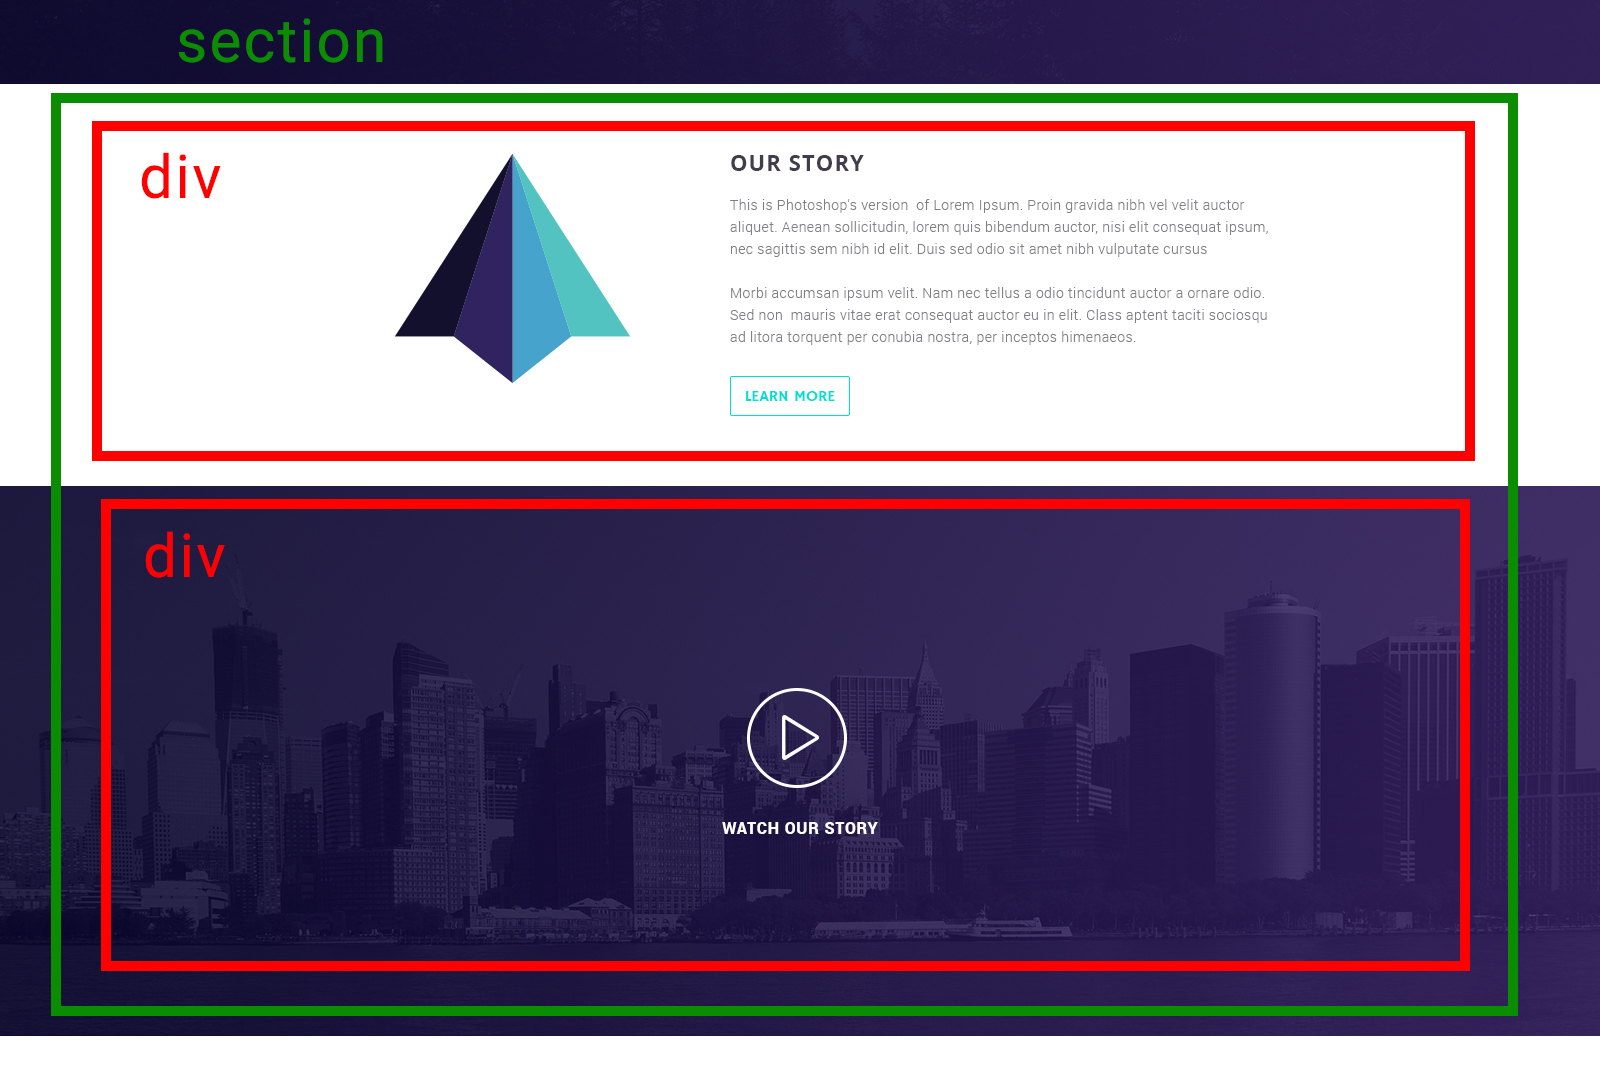 section
div
OUR STORY
This is Photoshop's version  of Lorem Ipsum. Proin gravida nibh vel velit auctor
aliquet. Aenean sollicitudin, lorem quis bibendum auctor, nisi elit consequat ipsum,
nec sagittis sem nibh id elit. Duis sed odio sit amet nibh vulputate cursus
Morbi accumsan ipsum velit. Nam nec tellus a odio tincidunt auctor a ornare odio.
Sed non  mauris vitae erat consequat auctor eu in elit. Class aptent taciti sociosqu
ad litora torquent per conubia nostra, per inceptos himenaeos.
LEARN MORE
div
WATCH OUR STORY